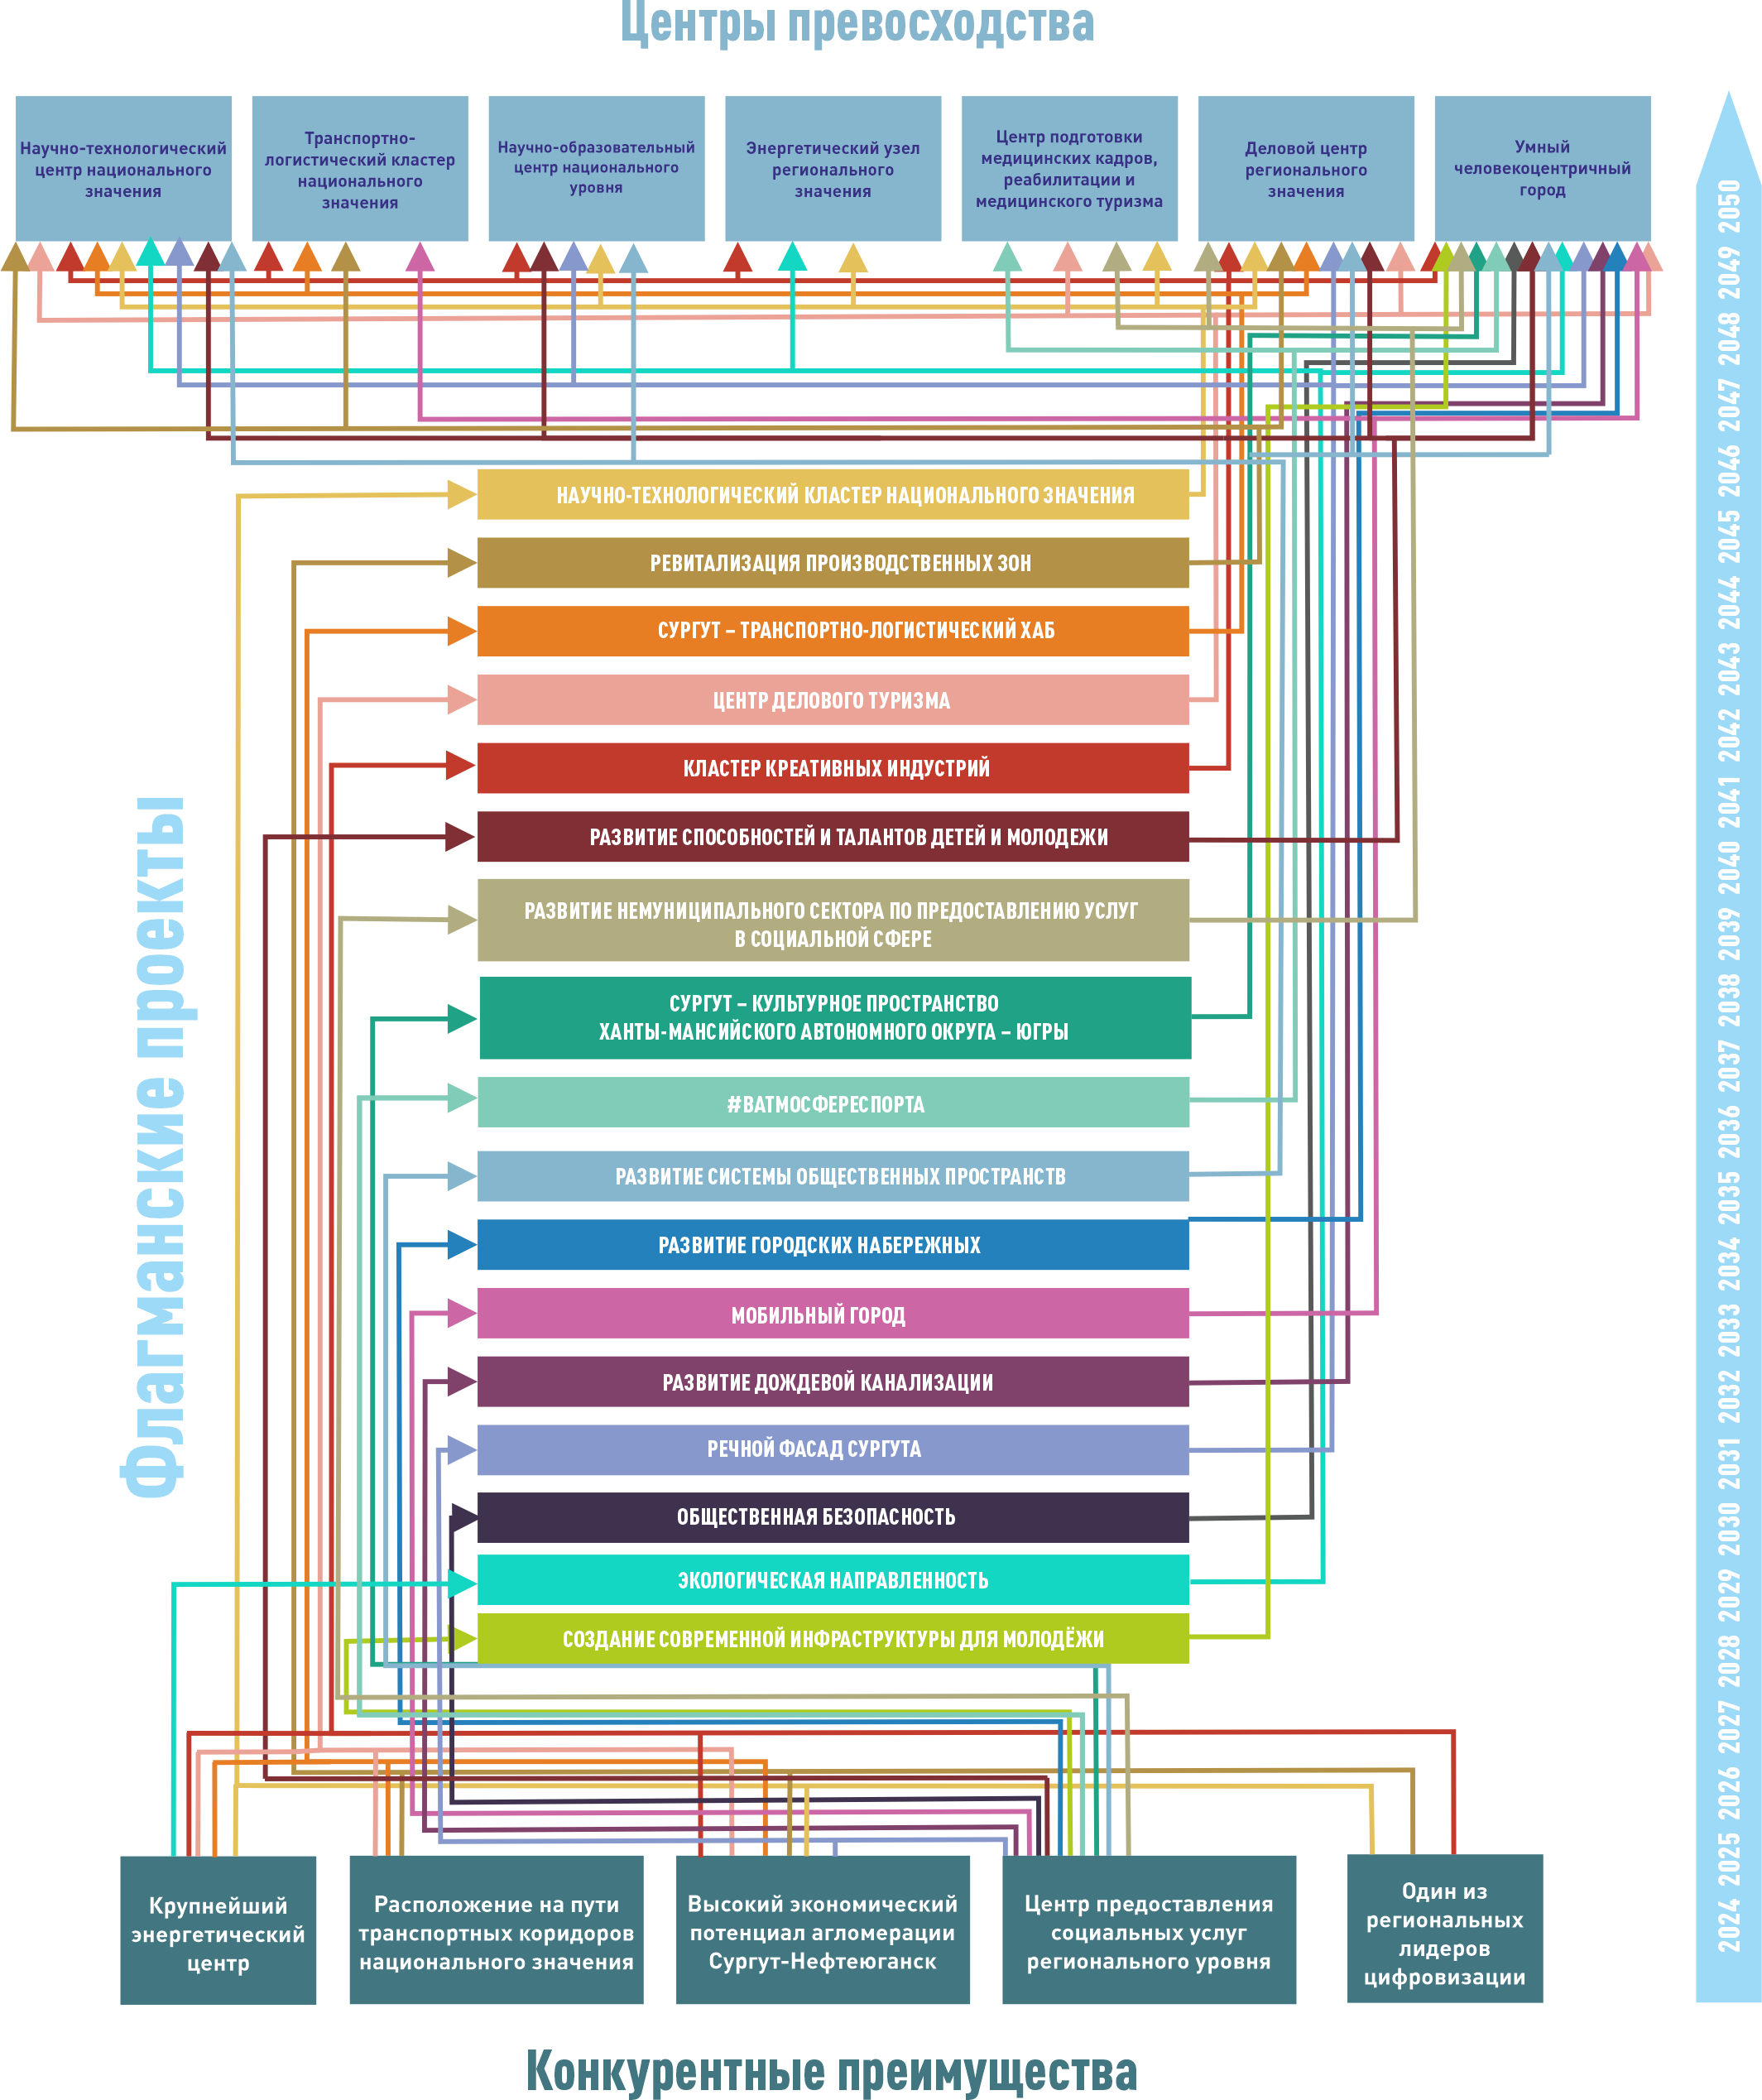 Центры превосходства
Научно-технологический
центр национального
значения
Транспортно-
логистический кластер
национального
значения
Научно-образовательный
центр национального
уровня
Энергетический узел
регионального
значения
Центр подготовки
медицинских кадров,
реабилитации и
медицинского туризма
Деловой центр
регионального
значения
Умный
человекоцентричный
город
НАУЧНО-ТЕХНОЛОГИЧЕСКИЙ КЛАСТЕР НАЦИОНАЛЬНОГО ЗНАЧЕНИЯ
РЕВИТАЛИЗАЦИЯ ПРОИЗВОДСТВЕННЫХ ЗОН
СУРГУТ – ТРАНСПОРТНО-ЛОГИСТИЧЕСКИЙ ХАБ
ЦЕНТР ДЕЛОВОГО ТУРИЗМА
КЛАСТЕР КРЕАТИВНЫХ ИНДУСТРИЙ
РАЗВИТИЕ СПОСОБНОСТЕЙ И ТАЛАНТОВ ДЕТЕЙ И МОЛОДЕЖИ
РАЗВИТИЕ НЕМУНИЦИПАЛЬНОГО СЕКТОРА ПО ПРЕДОСТАВЛЕНИЮ УСЛУГ
В СОЦИАЛЬНОЙ СФЕРЕ
СУРГУТ – КУЛЬТУРНОЕ ПРОСТРАНСТВО
ХАНТЫ-МАНСИЙСКОГО АВТОНОМНОГО ОКРУГА – ЮГРЫ
#ВАТМОСФЕРЕСПОРТА
РАЗВИТИЕ СИСТЕМЫ ОБЩЕСТВЕННЫХ ПРОСТРАНСТВ
РАЗВИТИЕ ГОРОДСКИХ НАБЕРЕЖНЫХ
МОБИЛЬНЫЙ ГОРОД
РАЗВИТИЕ ДОЖДЕВОЙ КАНАЛИЗАЦИИ
РЕЧНОЙ ФАСАД СУРГУТА
ОБЩЕСТВЕННАЯ БЕЗОПАСНОСТЬ
ЭКОЛОГИЧЕСКАЯ НАПРАВЛЕННОСТЬ
СОЗДАНИЕ СОВРЕМЕННОЙ ИНФРАСТРУКТУРЫ ДЛЯ МОЛОДЁЖИ
Флагманские проекты
Крупнейший
энергетический
центр
Расположение на пути
транспортных коридоров
национального значения
Высокий экономический
потенциал агломерации
Сургут-Нефтеюганск
Центр предоставления
социальных услуг
регионального уровня
Один из
региональных
лидеров
цифровизации
Конкурентные преимущества
2024 2025 2026 2027 2028 2029 2030 2031 2032 2033 2034 2035 2036 2037 2038 2039 2040 2041 2042 2043 2044 2045 2046 2047 2048 2049 2050